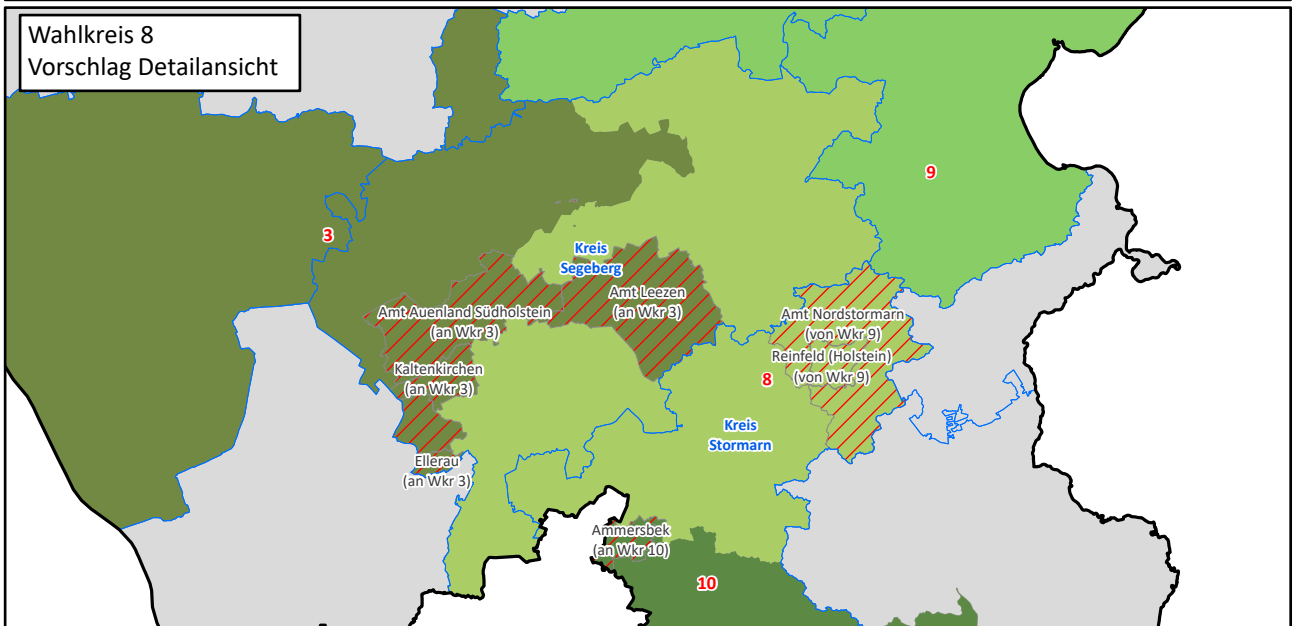 Wahlkreis 8
Vorschlag Detailansicht
9
3
Kreis
Segeberg
Amt Leezen
(an Wkr 3)
Amt Auenland Südholstein
(an Wkr 3)
Amt Nordstormarn
(von Wkr 9)
Reinfeld (Holstein)
(von Wkr 9)
Kaltenkirchen
(an Wkr 3)
8
Kreis
Stormarn
Ellerau
(an Wkr 3)
Ammersbek
(an Wkr 10)
10